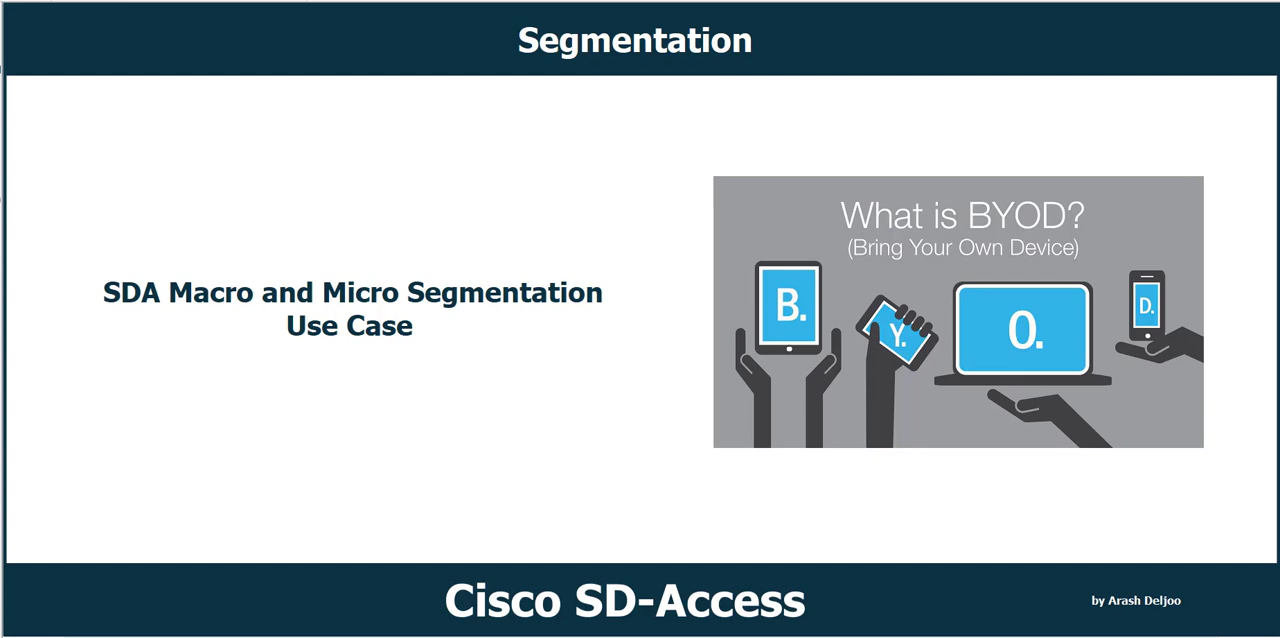 Segmentation
SDA Macro and Micro Segmentation
Use Case
What is BYOD?
(Bring Your Own Device)
B.
Y.
O.
D.
Cisco SD-Access
by Arash Deljoo